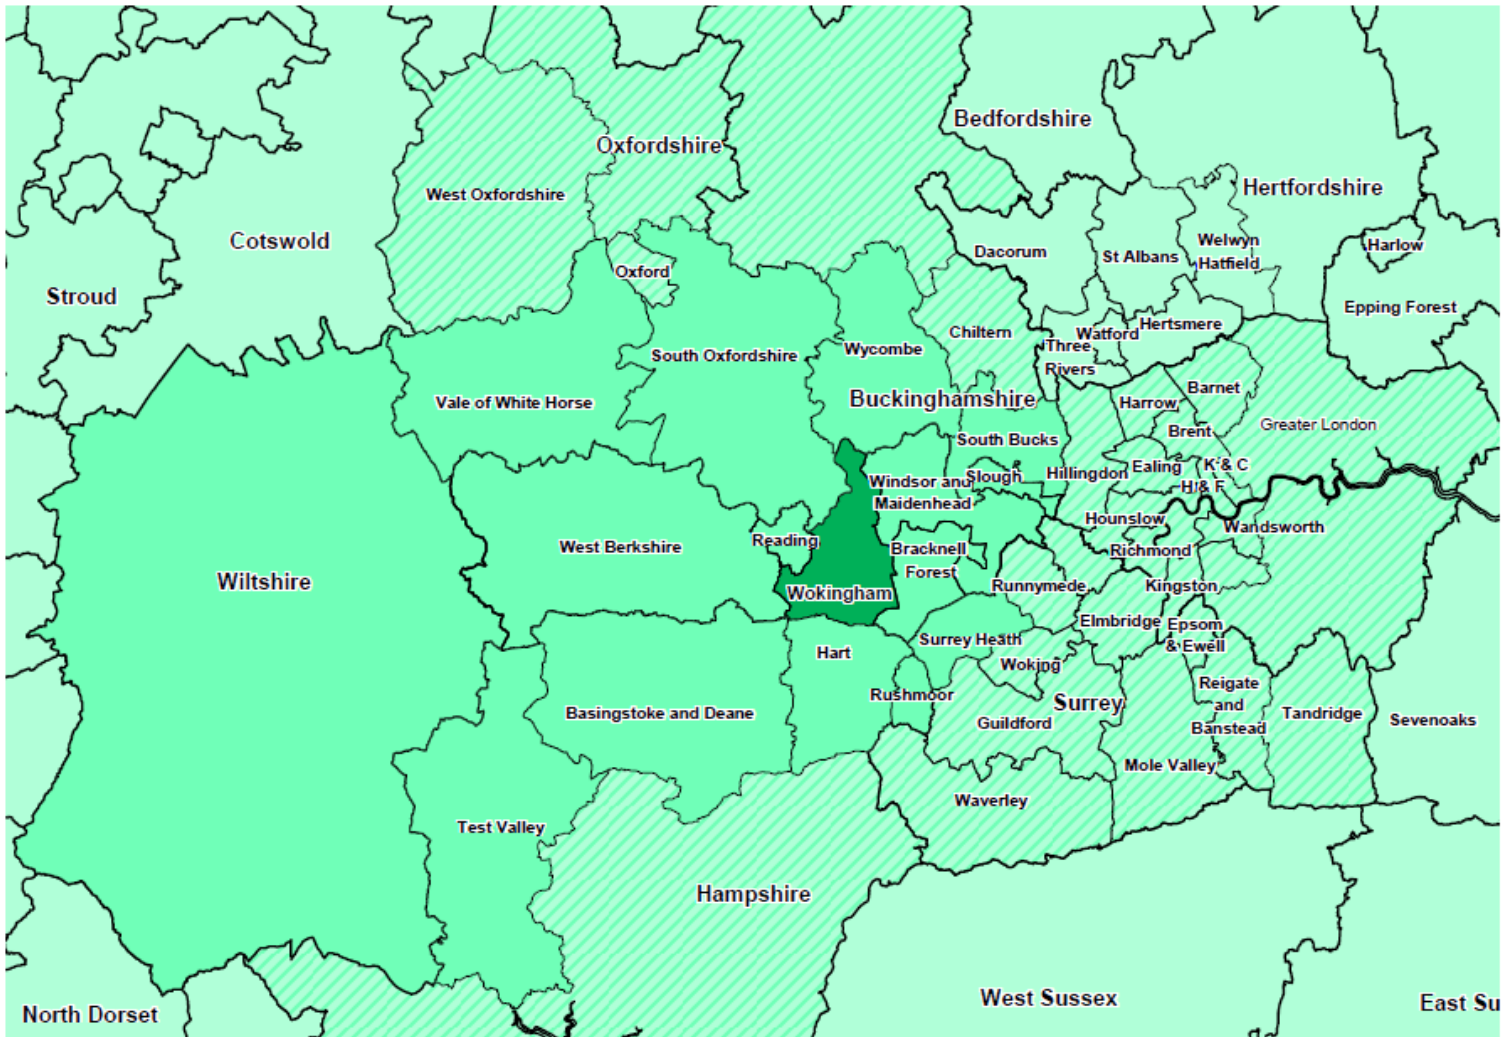 Bedfordshire
Oxfordshire
West Oxfordshire
Hertfordshire
Cotswold
Welwyn
Hatfield
Harlow
Dacorum
St Albans
Oxford
Stroud
Epping Forest
Chiltern
Watford
Hertsmere
Three
Rivers
Wycombe
South Oxfordshire
Barnet
Vale of White Horse
Buckinghamshire
Harrow
Greater London
Brent
South Bucks
Ealing
K & C
Slough
Hillingdon
Windsor and
Maidenhead
H & F
Hounslow
Wandsworth
Reading
West Berkshire
Bracknell
Forest
Richmond
Wiltshire
Wokingham
Runnymede
Kingston
Elmbridge
Epsom
& Ewell
Surrey Heath
Hart
Woking
Reigate
and
Banstead
Rushmoor
Surrey
Basingstoke and Deane
Guildford
Tandridge
Sevenoaks
Mole Valley
Waverley
Test Valley
Hampshire
West Sussex
East Su
North Dorset